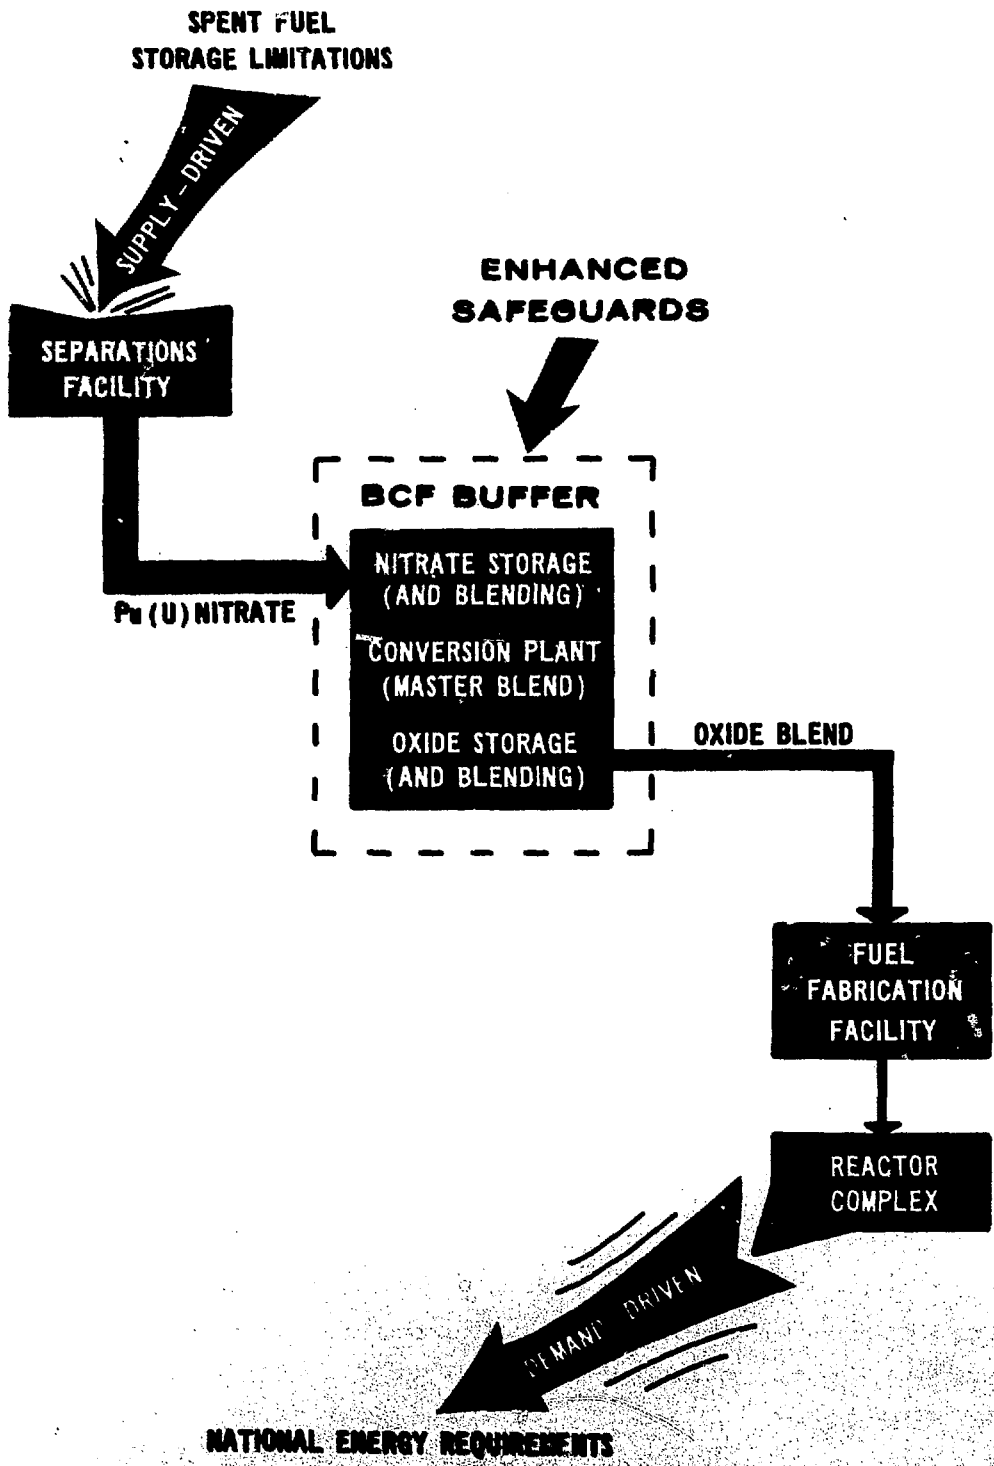 SPENT FUEL
STORAGE LIMITATIONS
SUPPLY-DRIVEN
SEPARATIONS
FACILITY
ENHANCED
SAFEGUARDS
BCF BUFFER
NITRATE STORAGE
(AND BLENDING)
Pu(U)NITRATE
CONVERSION PLANT
(MASTER BLEND)
OXIDE STORAGE
(AND BLENDING)
OXIDE BLEND
FUEL
FABRICATION
FACILITY
REACTOR
COMPLEX
DEMAND DRIVEN
NATIONAL ENERGY REQUIREMENTS